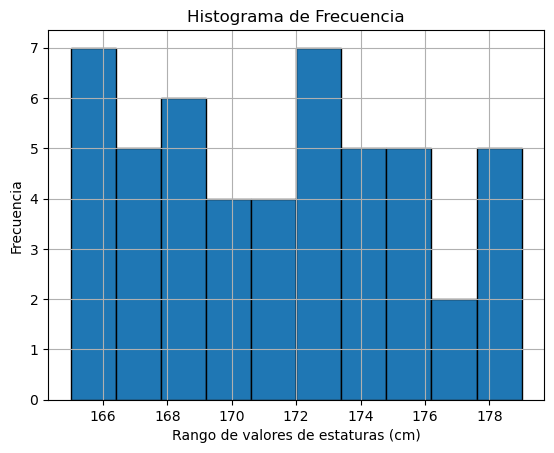 Histograma de Frecuencia
7
6
5
4
3
2
1
0
Frecuencia
166 168 170 172 174 176 178
Rango de valores de estaturas (cm)